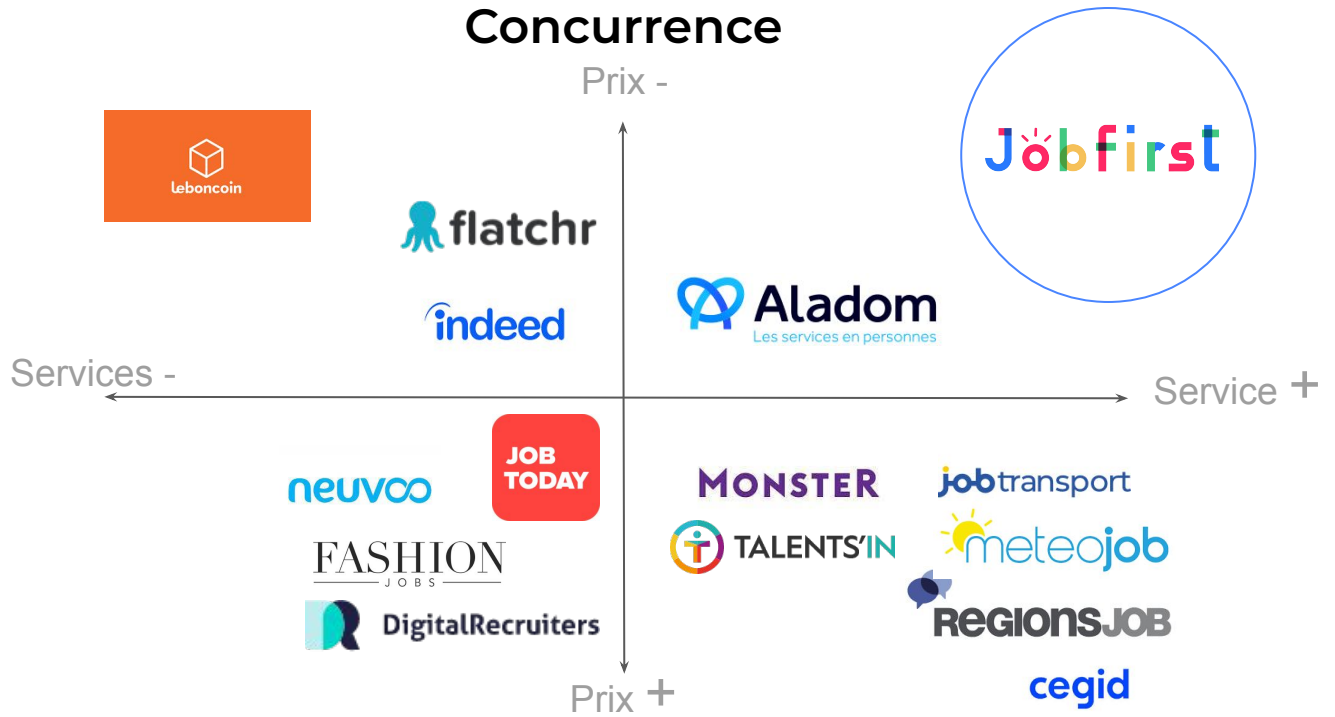 Concurrence
Prix -
leboncoin
Jobfirst
flatchr
indeed
Aladom
Les services en personnes
Services -
Service +
JOB
TODAY
neuvoo
MONSTER
jobtransport
FASHION
JOBS
TALENTS'IN
meteojob
DigitalRecruiters
REGIONSJOB
cegid
Prix +